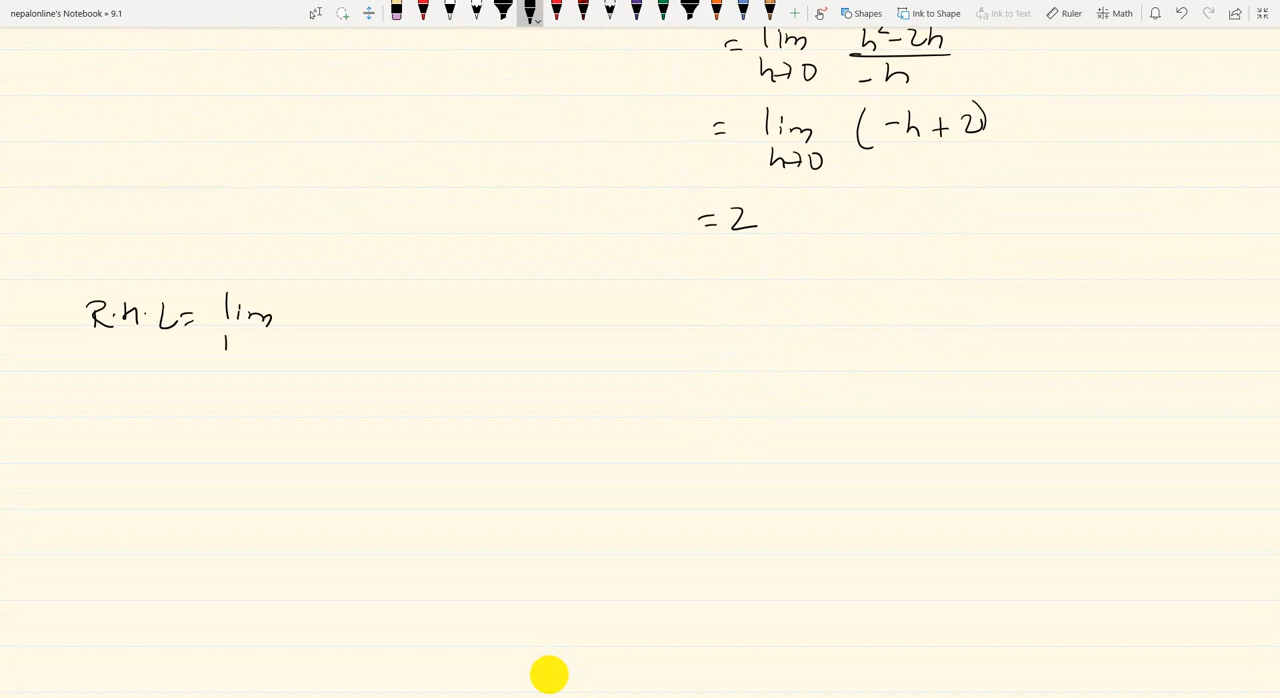 nepalonline's Notebook » 9.1
Shapes
Ink to Shape
Ink to Text
Ruler
Math
= lim h→0 (h² - 2h)/(-h)
= lim h→0 (-h + 2)
= 2
R.H.L = lim